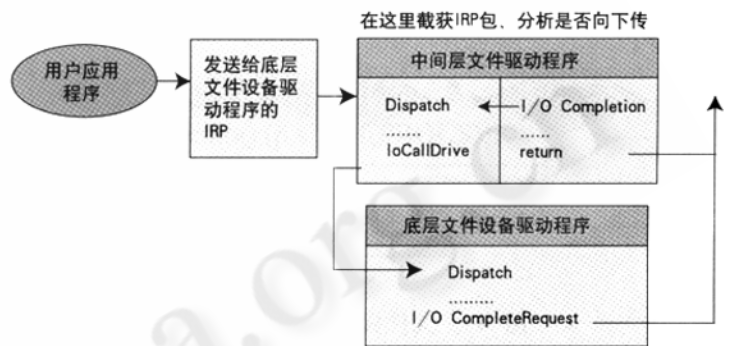 在这里截获IRP包、分析是否向下传
用户应用
程序
发送给底层
文件设备驱
动程序的
IRP
中间层文件驱动程序
Dispatch
.......
IoCallDrive
I/O Completion
......
return
底层文件设备驱动程序
Dispatch
.........
I/O CompleteRequest
a.org.cn